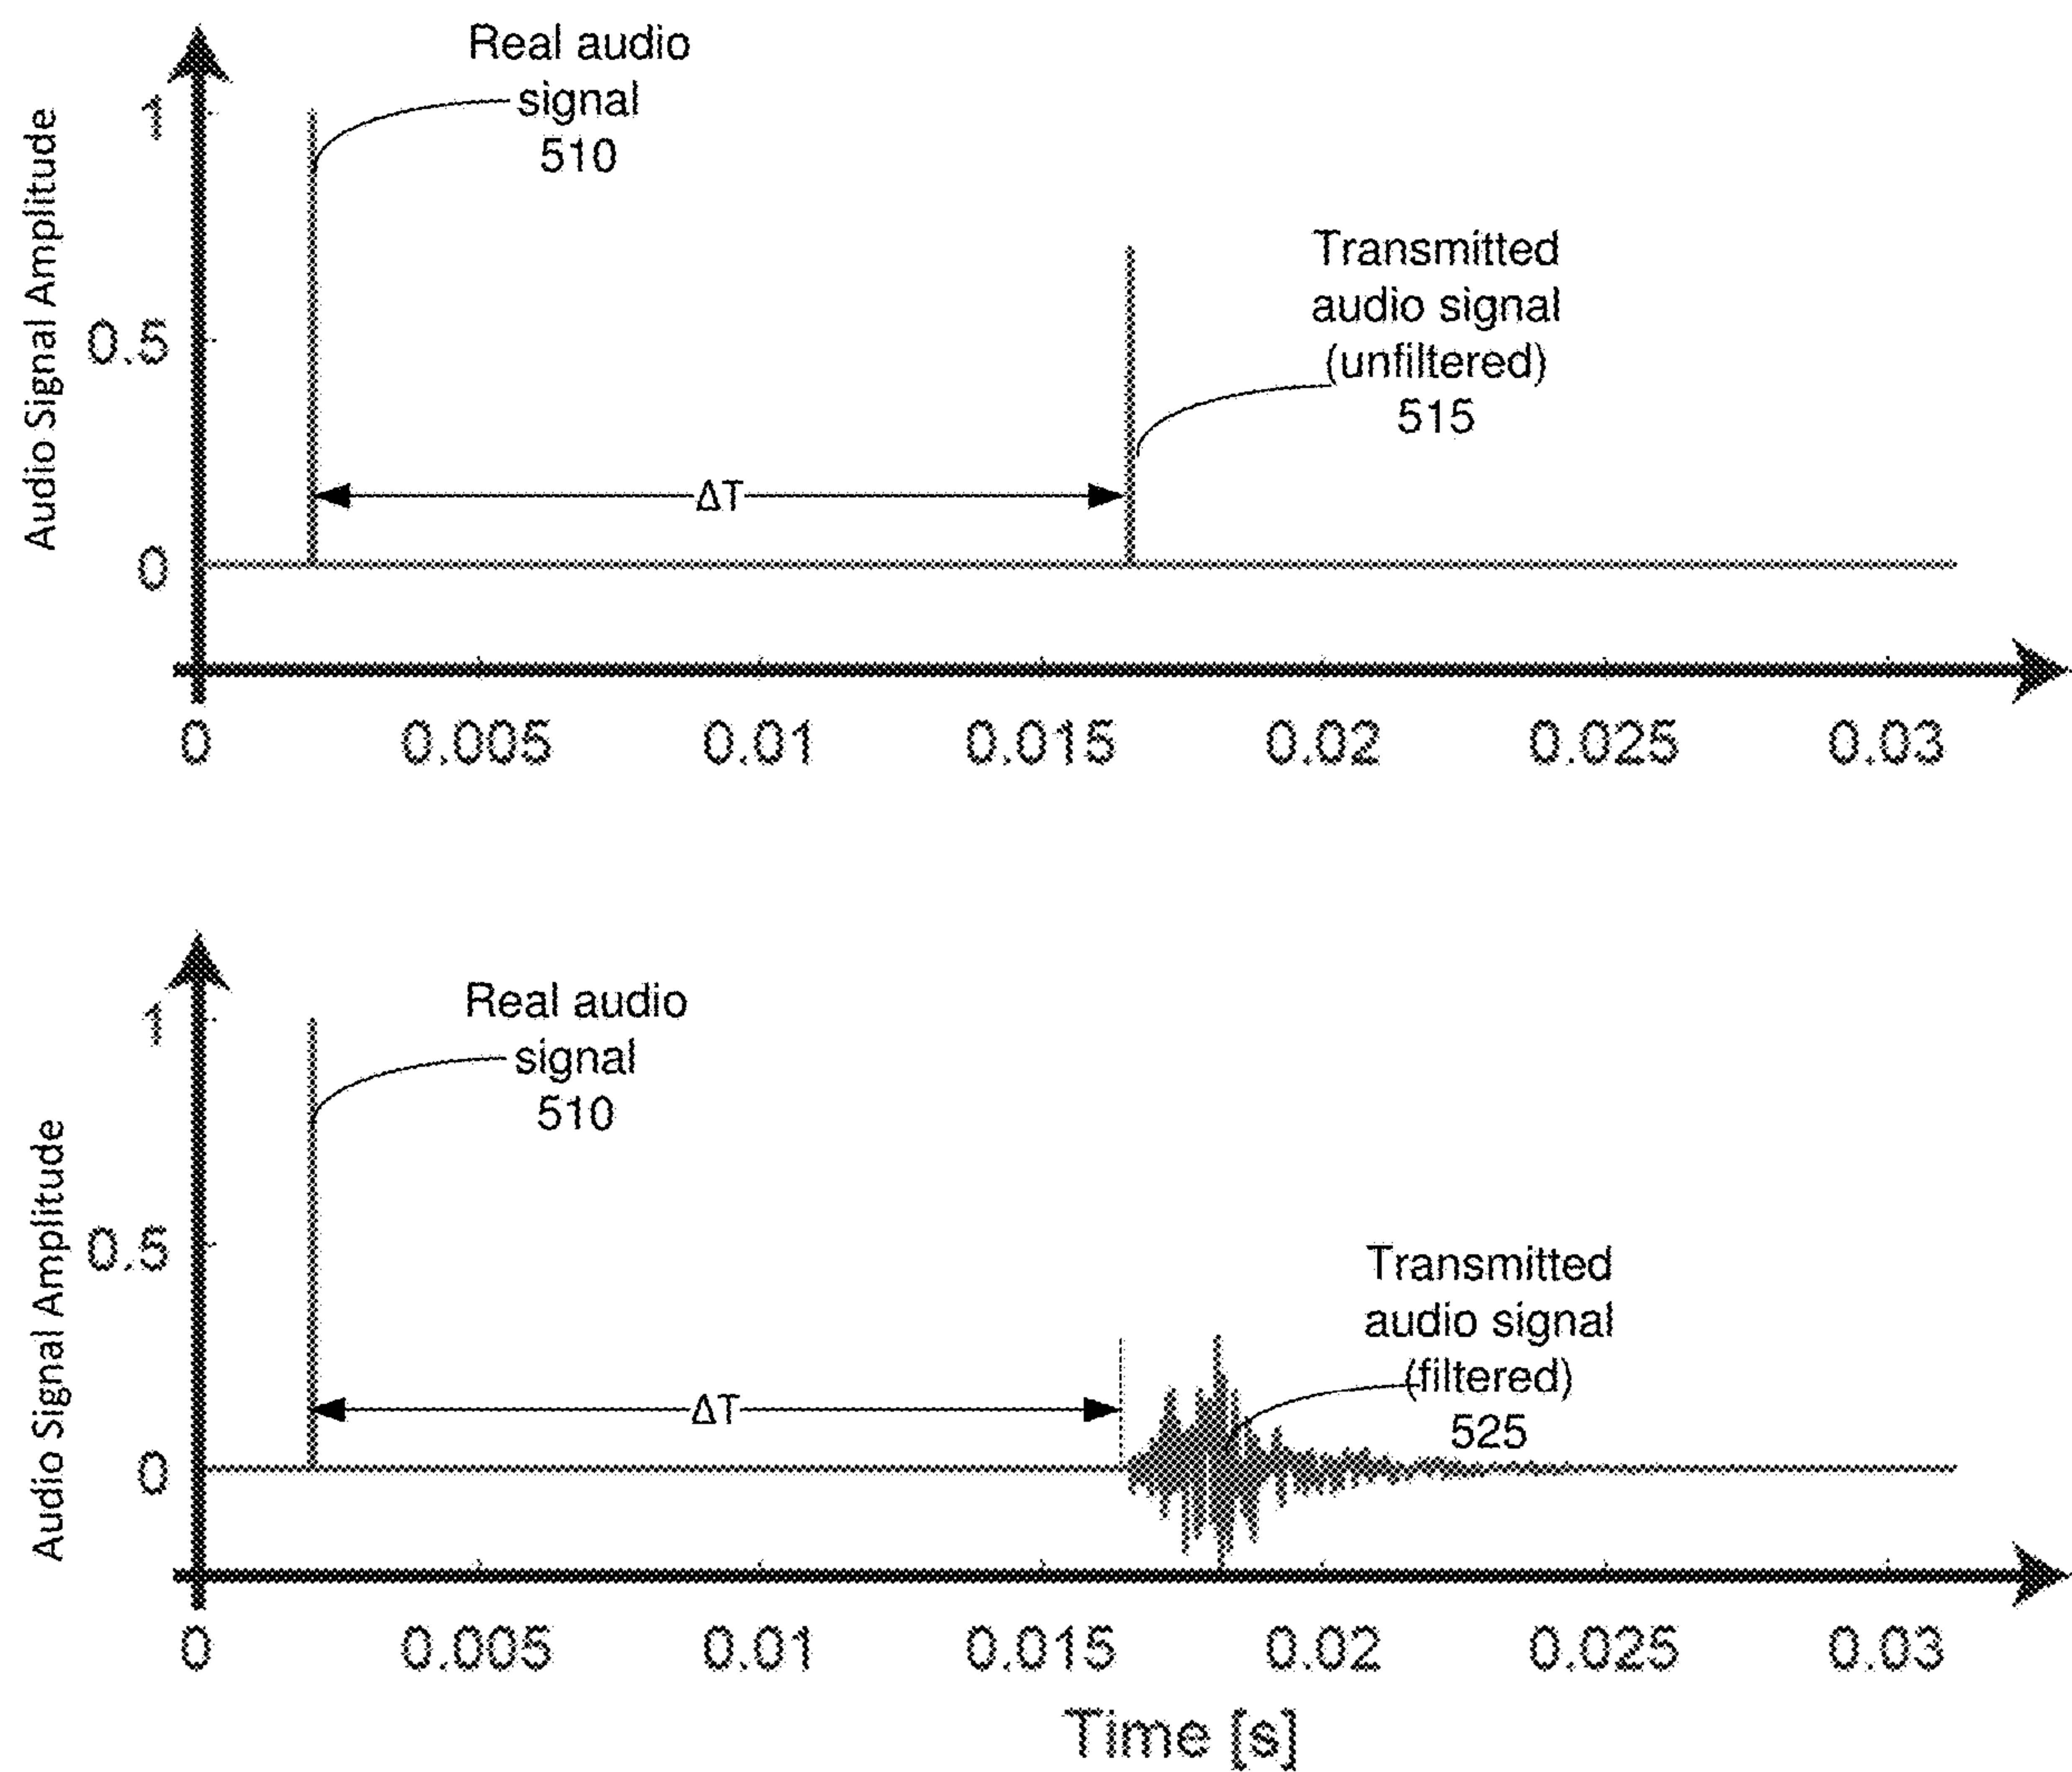 Real audio
signal
510
Audio Signal Amplitude
1
0.5
0
Transmitted
audio signal
(unfiltered)
515
ΔT
0 0.005 0.01 0.015 0.02 0.025 0.03
Real audio
signal
510
Audio Signal Amplitude
1
0.5
0
Transmitted
audio signal
(filtered)
525
ΔT
0 0.005 0.01 0.015 0.02 0.025 0.03
Time [s]